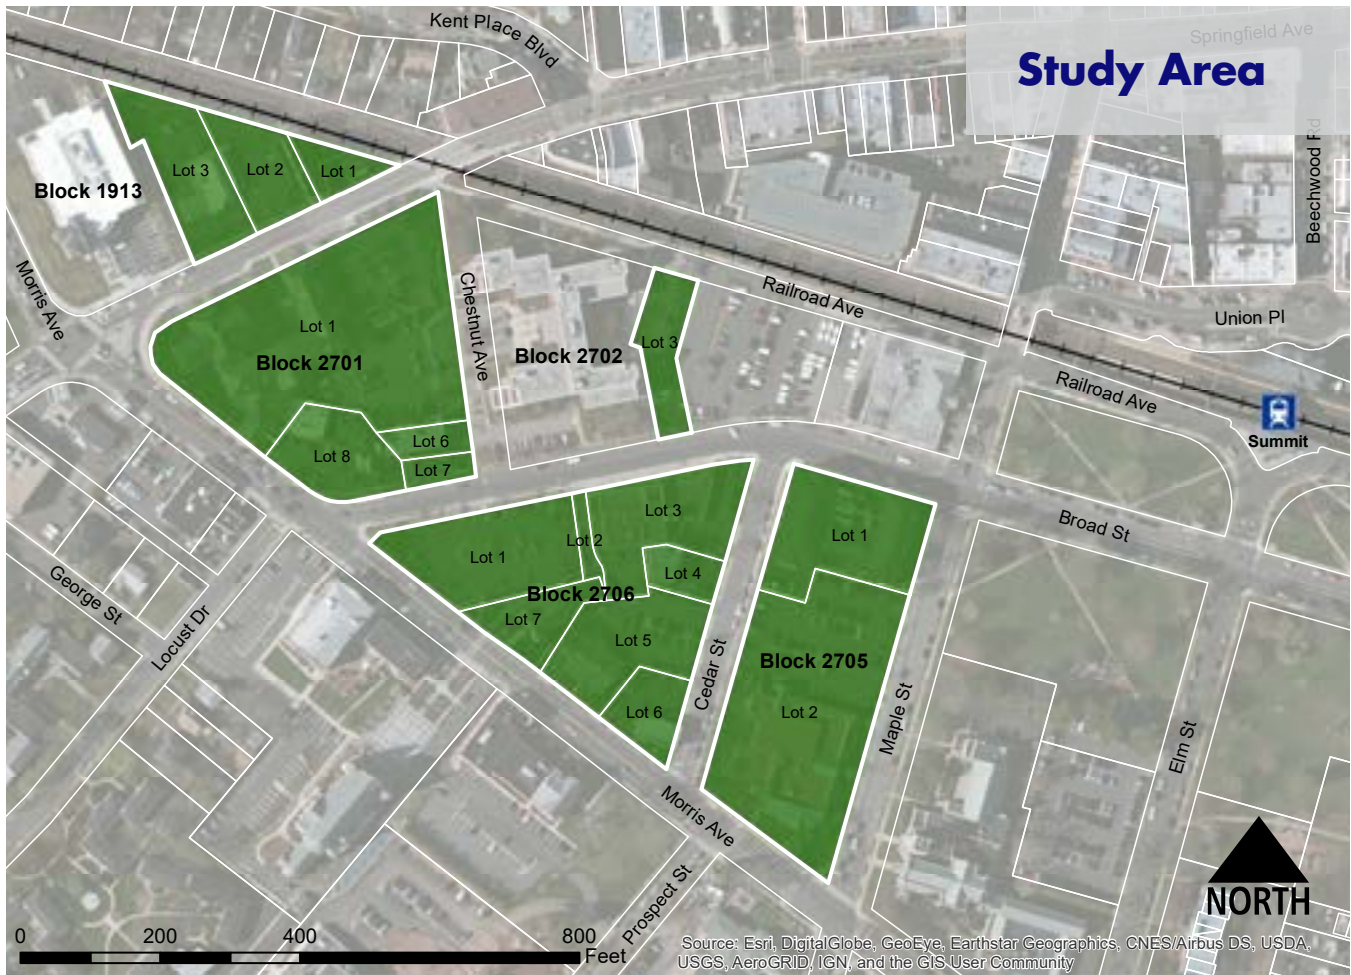 Kent Place Blvd
Springfield Ave
Study Area
Beechwood Rd
Lot 3
Lot 2
Lot 1
Block 1913
Morris Ave
Chestnut Ave
Railroad Ave
Union Pl
Lot 1
Block 2701
Block 2702
Lot 3
Railroad Ave
Summit
Lot 6
Lot 8
Lot 7
Lot 3
Lot 1
Lot 2
Lot 4
Block 2706
Lot 7
Lot 5
Lot 6
Lot 1
Broad St
Block 2705
Lot 2
George St
Locust Dr
Cedar St
Maple St
Elm St
Morris Ave
Prospect St
NORTH
0 200 400 800
Feet
Source: Esri, DigitalGlobe, GeoEye, Earthstar Geographics, CNES/Airbus DS, USDA,
USGS, AeroGRID, IGN, and the GIS User Community